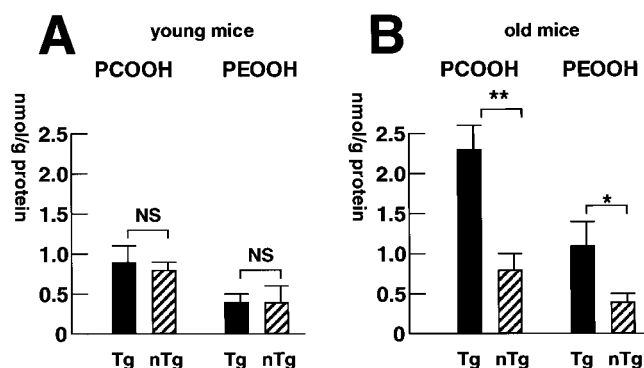 A
young mice
PCOOH PEOOH
nmol/g protein
2.5
2.0
1.5
1.0
0.5
0
NS
NS
Tg nTg Tg nTg
B
old mice
PCOOH PEOOH
nmol/g protein
2.5
2.0
1.5
1.0
0.5
0
**
*
Tg nTg Tg nTg